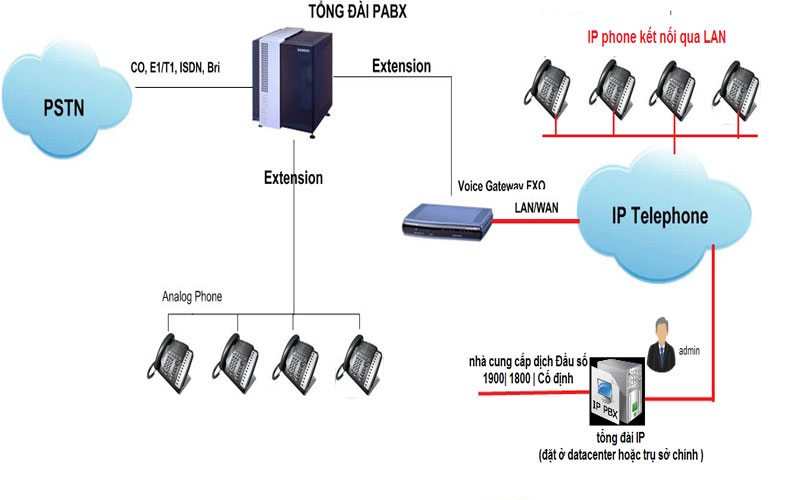 TỔNG ĐÀI PABX
IP phone kết nối qua LAN
CO, E1/T1, ISDN, Bri
Extension
PSTN
Extension
Voice Gateway FXO
LAN/WAN
IP Telephone
Analog Phone
admin
nhà cung cấp dịch Đầu số
1900| 1800 | Cố định
IP PBX
tổng đài IP
(đặt ở datacenter hoặc trụ sở chính )